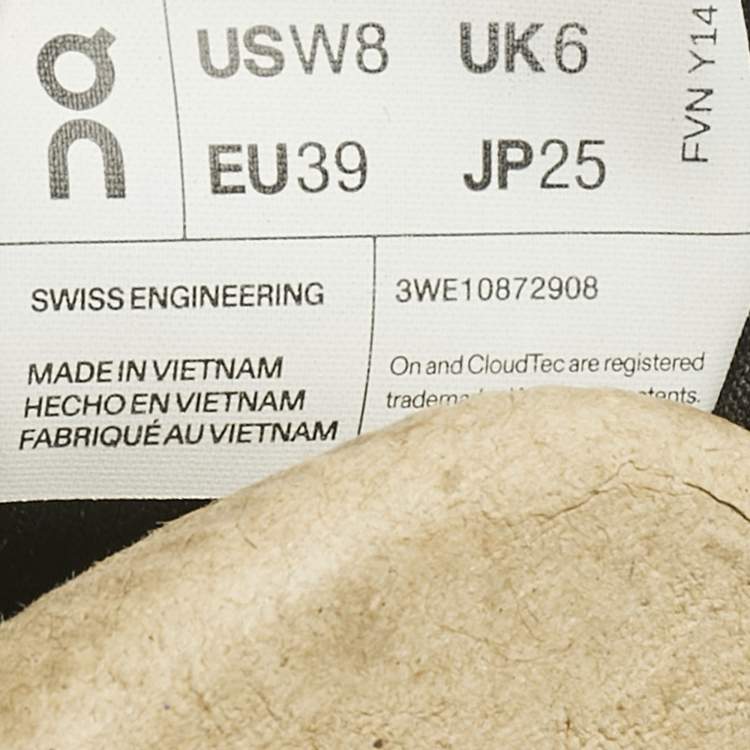 On
USW8 UK6
EU39 JP25
FVN Y14
SWISS ENGINEERING
3WE10872908
MADE IN VIETNAM
HECHO EN VIETNAM
FABRIQUÉ AU VIETNAM
On and CloudTec are registered